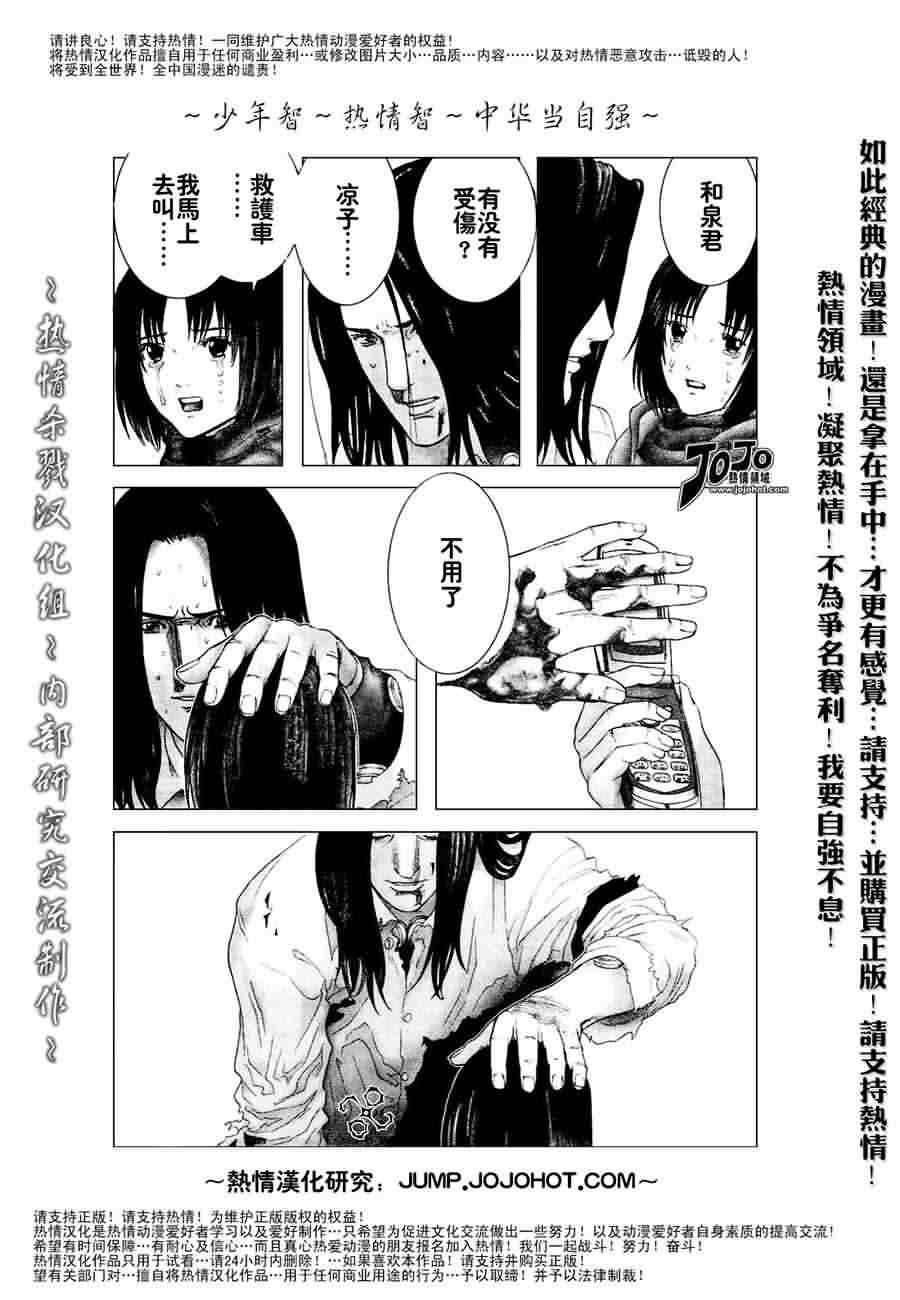 请讲良心！请支持热情！一同维护广大热情动漫爱好者的权益！
将热情汉化作品擅自用于任何商业盈利…或修改图片大小…品质…内容……以及对热情恶意攻击…诋毁的人！
将受到全世界！全中国漫迷的谴责！
～少年智～热情智～中华当自强～
如此經典的漫畫！還是拿在手中…才更有感覺…請支持…並購買正版！請支持熱情！
熱情領域！凝聚熱情！不為爭名奪利！我要自強不息！
和泉君
有没有
受傷？
凉子……
救護車
……
我馬上
去叫……
JOJO
熱情領域
www.jojohot.com
不用了
～热情杀戮汉化组～内部研究交流制作～
～熱情漢化研究：JUMP.JOJOHOT.COM～
请支持正版！请支持热情！为维护正版版权的权益！
热情汉化是热情动漫爱好者学习以及爱好制作…只希望为促进文化交流做出一些努力！以及动漫爱好者自身素质的提高交流！
希望有时间保障…有耐心及信心…而且真心热爱动漫的朋友报名加入热情！我们一起战斗！努力！奋斗！
热情汉化作品只用于试看…请24小时内删除！…如果喜欢本作品！请支持并购买正版！
望有关部门对…擅自将热情汉化作品…用于任何商业用途的行为…予以取缔！并予以法律制裁！